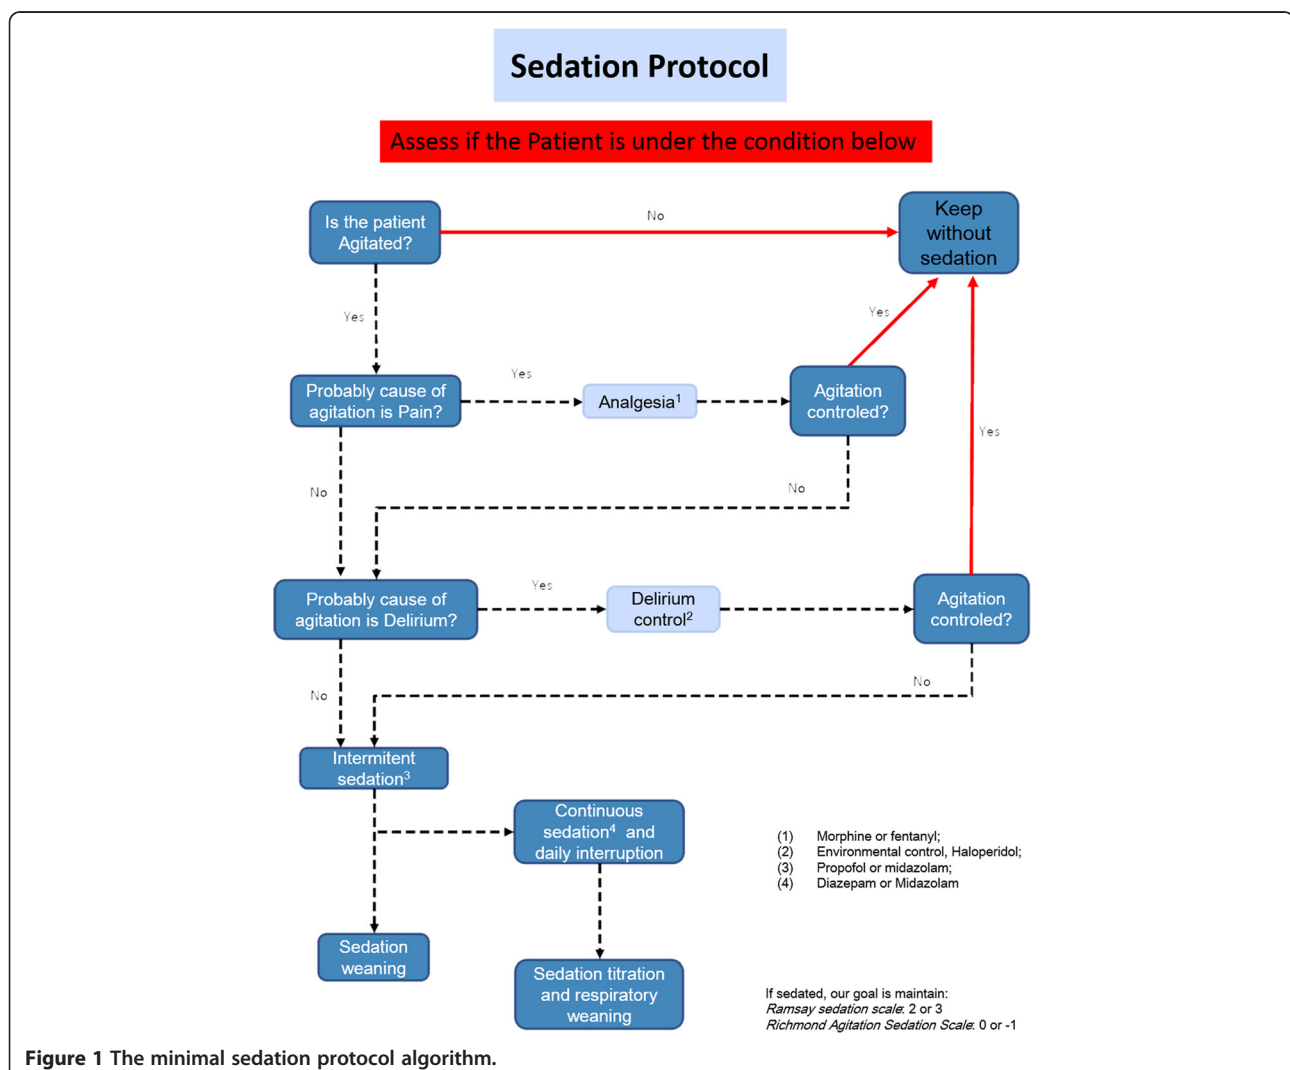 Sedation Protocol
Assess if the Patient is under the condition below
Is the patient
Agitated?
No
Keep
without
sedation
Yes
Yes
Probably cause of
agitation is Pain?
Yes
Analgesia¹
Agitation
controled?
Yes
No
No
Probably cause of
agitation is Delirium?
Yes
Delirium
control²
Agitation
controled?
No
No
Intermitent
sedation³
Continuous
sedation⁴ and
daily interruption
(1) Morphine or fentanyl;
(2) Environmental control, Haloperidol;
(3) Propofol or midazolam;
(4) Diazepam or Midazolam
Sedation
weaning
Sedation titration
and respiratory
weaning
If sedated, our goal is maintain:
Ramsay sedation scale: 2 or 3
Richmond Agitation Sedation Scale: 0 or -1
Figure 1 The minimal sedation protocol algorithm.